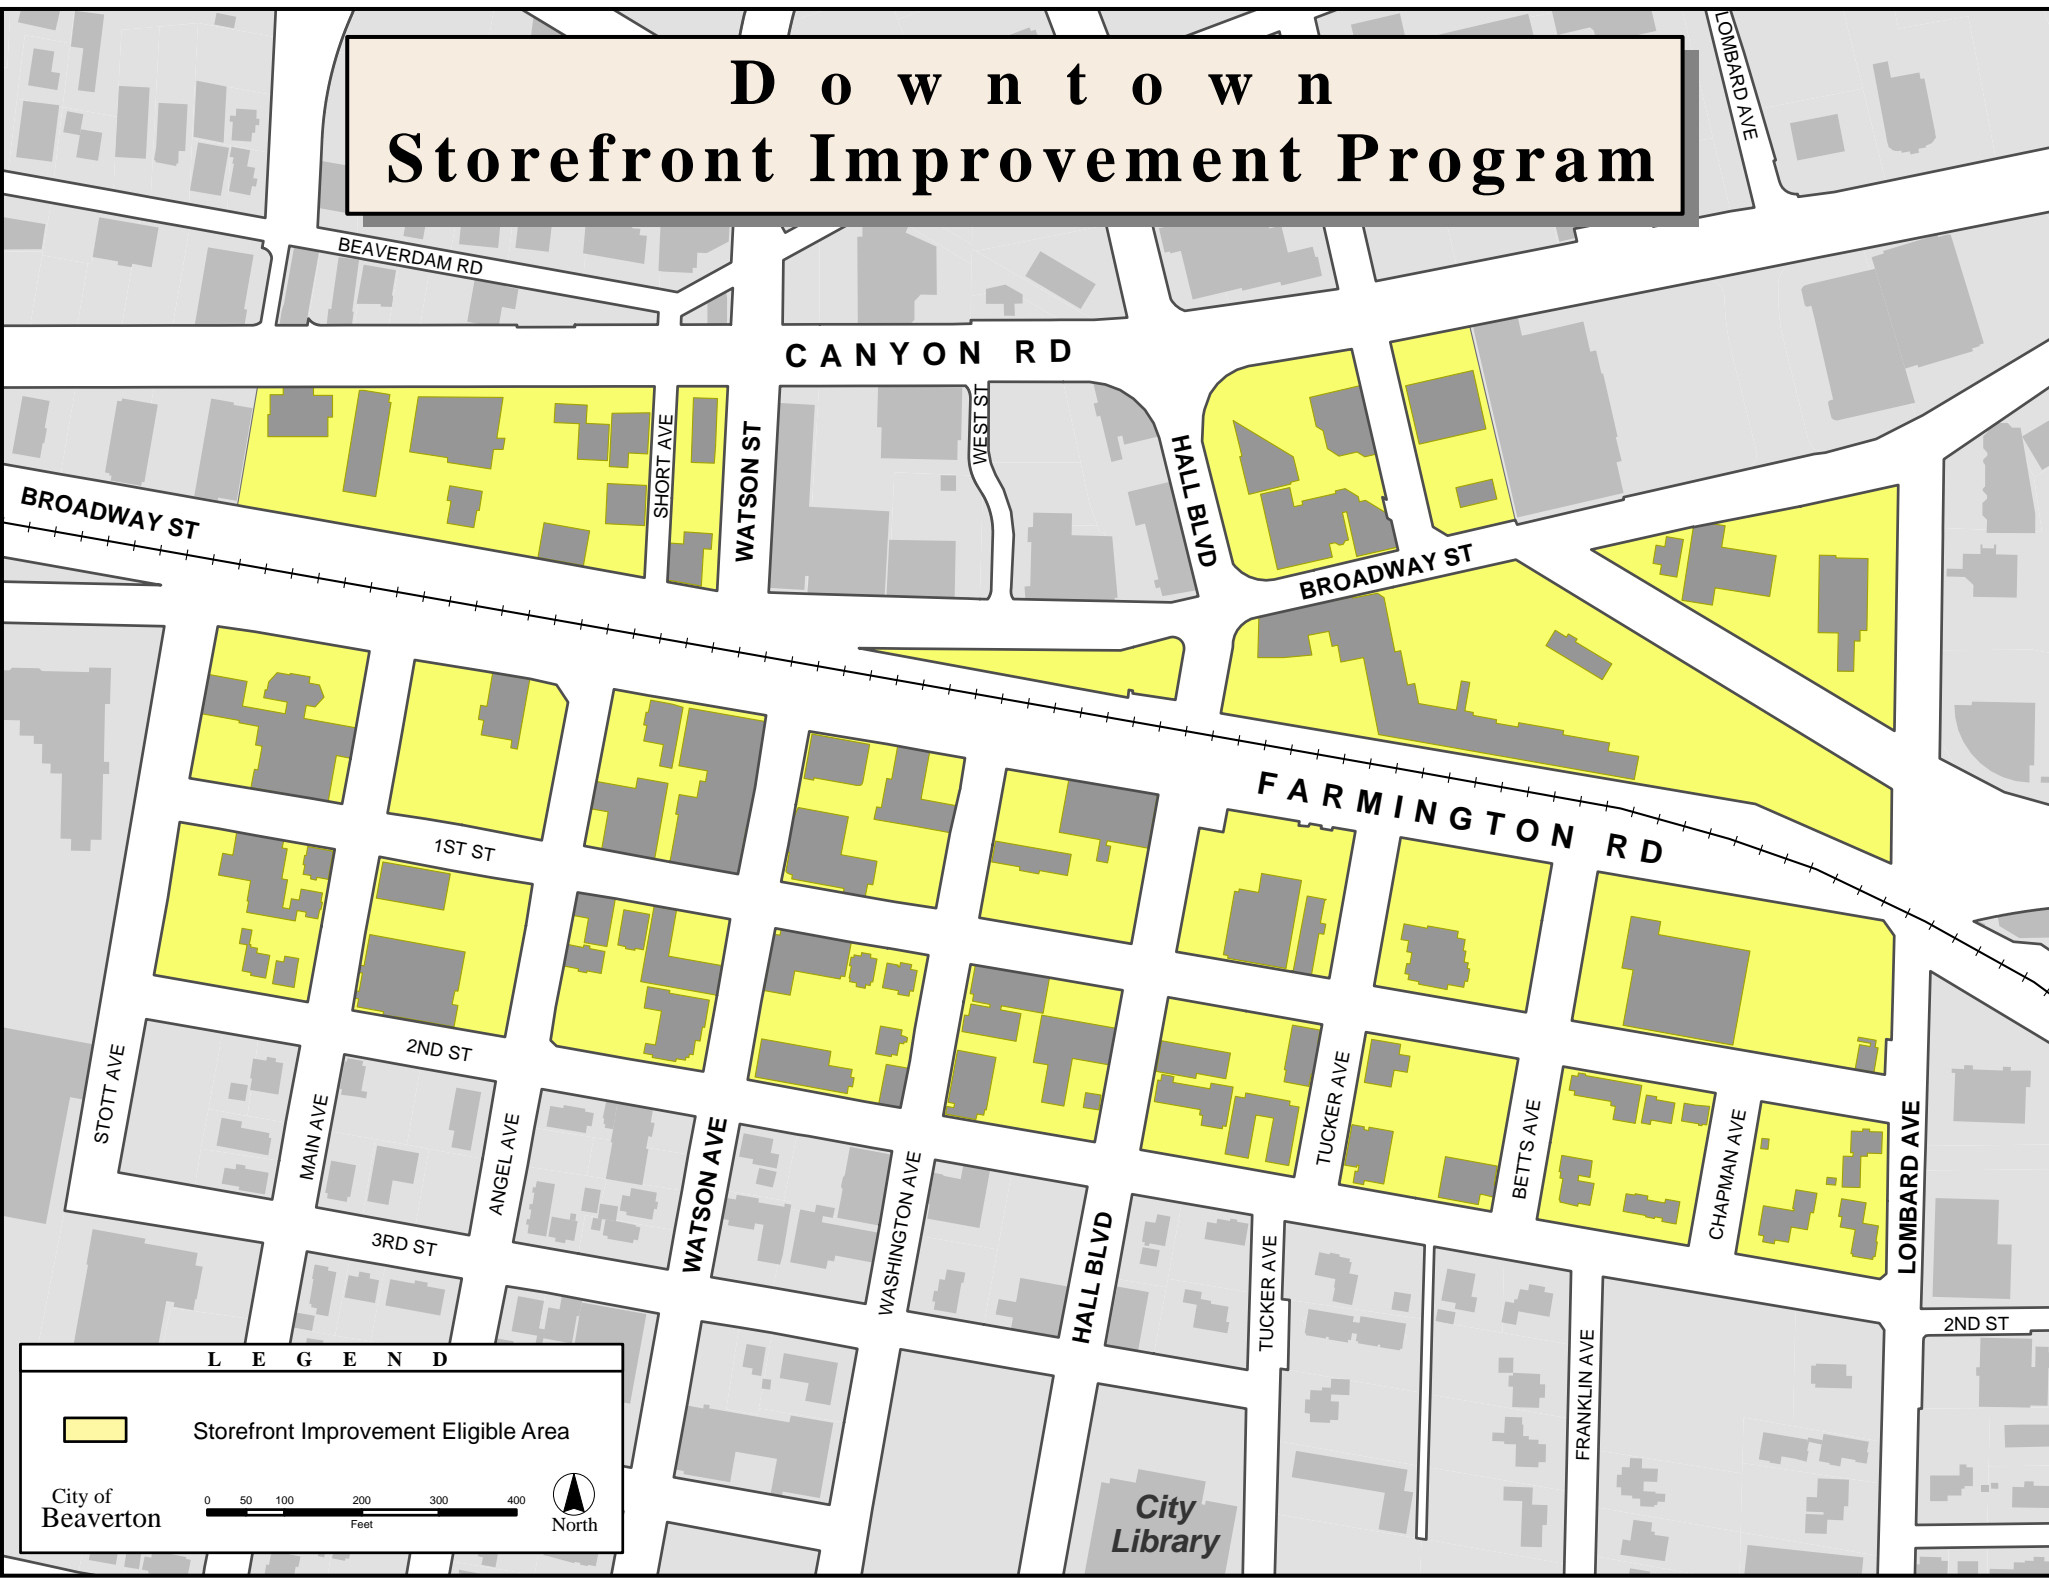 Downtown
Storefront Improvement Program
LOMBARD AVE
BEAVERDAM RD
CANYON RD
WEST ST
SHORT AVE
WATSON ST
HALL BLVD
BROADWAY ST
BROADWAY ST
FARMINGTON RD
1ST ST
2ND ST
STOTT AVE
MAIN AVE
ANGEL AVE
WATSON AVE
WASHINGTON AVE
HALL BLVD
TUCKER AVE
BETTS AVE
CHAPMAN AVE
LOMBARD AVE
3RD ST
TUCKER AVE
FRANKLIN AVE
2ND ST
LEGEND
Storefront Improvement Eligible Area
City of
Beaverton
0 50 100 200 300 400
Feet
North
City
Library